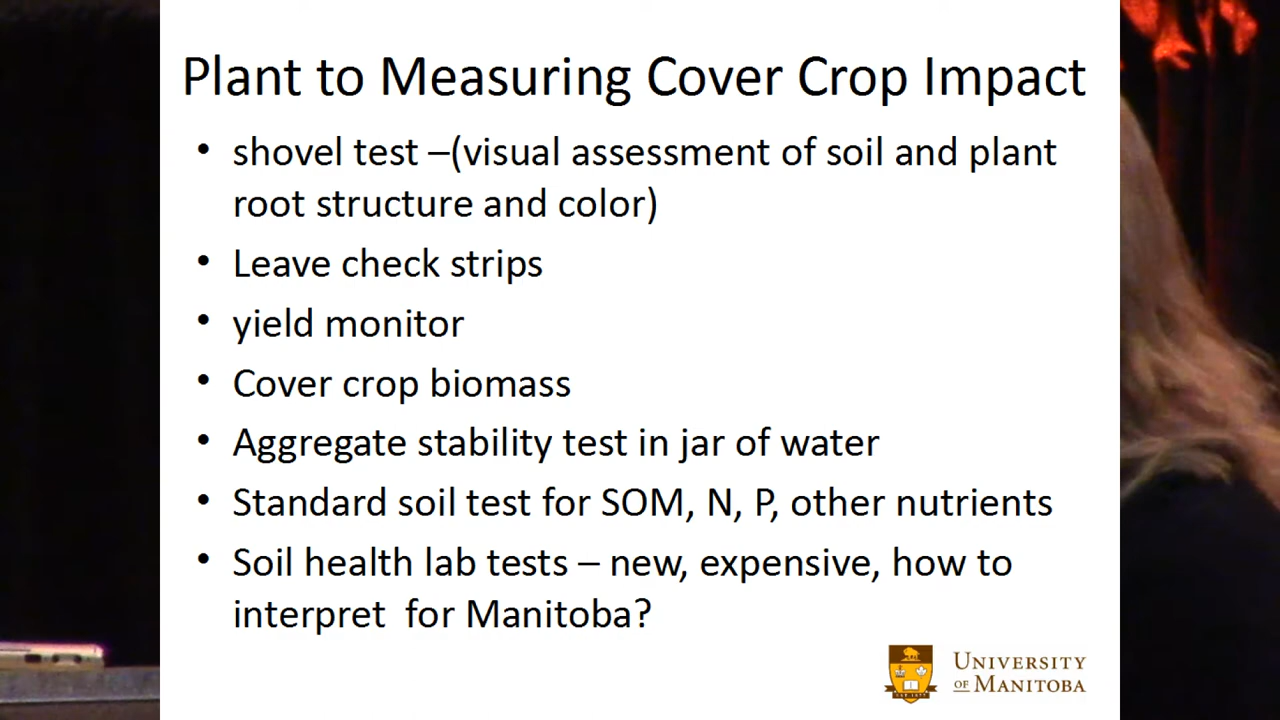 Plant to Measuring Cover Crop Impact
• shovel test –(visual assessment of soil and plant
root structure and color)
• Leave check strips
• yield monitor
• Cover crop biomass
• Aggregate stability test in jar of water
• Standard soil test for SOM, N, P, other nutrients
• Soil health lab tests – new, expensive, how to
interpret for Manitoba?
UNIVERSITY
OF MANITOBA